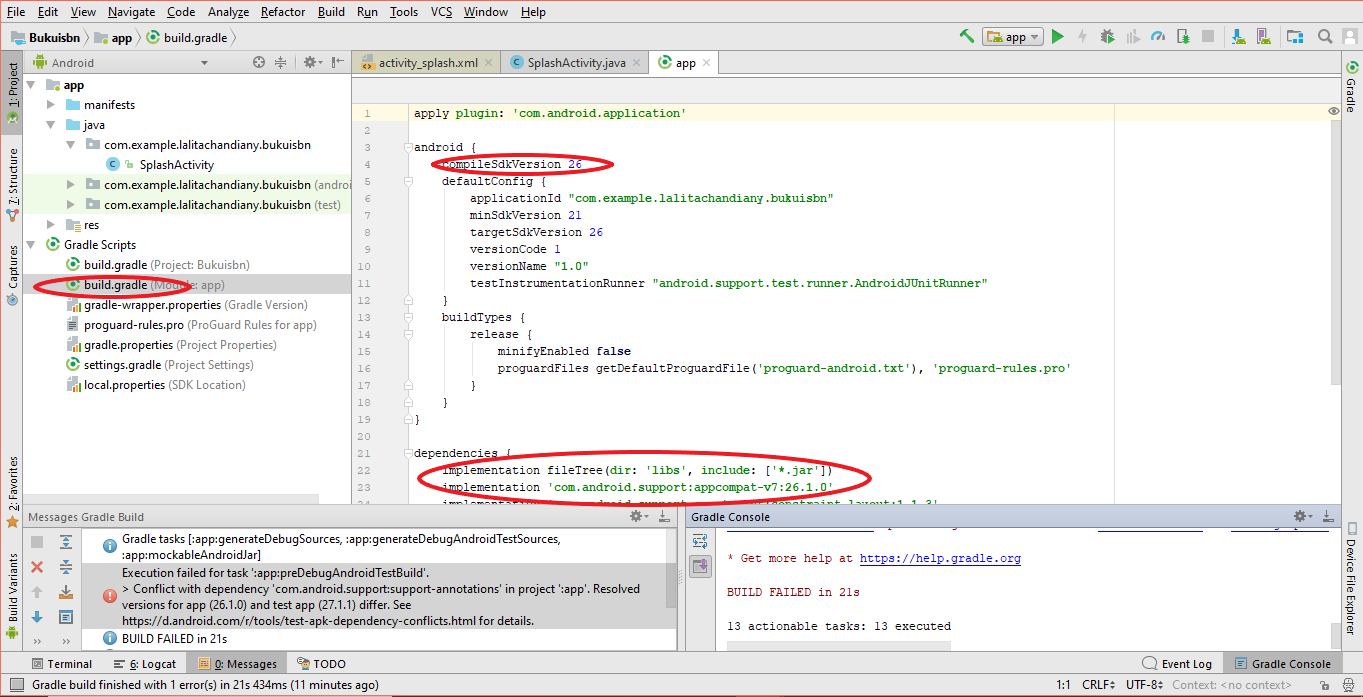 File Edit View Navigate Code Analyze Refactor Build Run Tools VCS Window Help
Bukuisbn app build.gradle app
Android activity_splash.xml SplashActivity.java app
1: Project
Z: Structure
Captures
2: Favorites
Build Variants
app
manifests
java
com.example.lalitachandiany.bukuisbn
SplashActivity
com.example.lalitachandiany.bukuisbn (androi
com.example.lalitachandiany.bukuisbn (test)
res
Gradle Scripts
build.gradle (Project: Bukuisbn)
build.gradle (Module: app)
gradle-wrapper.properties (Gradle Version)
proguard-rules.pro (ProGuard Rules for app)
gradle.properties (Project Properties)
settings.gradle (Project Settings)
local.properties (SDK Location)
1 apply plugin: 'com.android.application'
2
3 android {
4 compileSdkVersion 26
5 defaultConfig {
6 applicationId "com.example.lalitachandiany.bukuisbn"
7 minSdkVersion 21
8 targetSdkVersion 26
9 versionCode 1
10 versionName "1.0"
11 testInstrumentationRunner "android.support.test.runner.AndroidJUnitRunner"
12 }
13 buildTypes {
14 release {
15 minifyEnabled false
16 proguardFiles getDefaultProguardFile('proguard-android.txt'), 'proguard-rules.pro'
17 }
18 }
19 }
20
21 dependencies {
22 implementation fileTree(dir: 'libs', include: ['*.jar'])
23 implementation 'com.android.support:appcompat-v7:26.1.0'
Gradle
Device File Explorer
Messages Gradle Build
Gradle tasks [:app:generateDebugSources, :app:generateDebugAndroidTestSources,
:app:mockableAndroidJar]
Execution failed for task ':app:preDebugAndroidTestBuild'.
> Conflict with dependency 'com.android.support:support-annotations' in project ':app'. Resolved
versions for app (26.1.0) and test app (27.1.1) differ. See
https://d.android.com/r/tools/test-apk-dependency-conflicts.html for details.
BUILD FAILED in 21s
Gradle Console
* Get more help at https://help.gradle.org
BUILD FAILED in 21s
13 actionable tasks: 13 executed
Terminal 6: Logcat 0: Messages TODO Event Log Gradle Console
Gradle build finished with 1 error(s) in 21s 434ms (11 minutes ago) 1:1 CRLF UTF-8 Context: <no context>